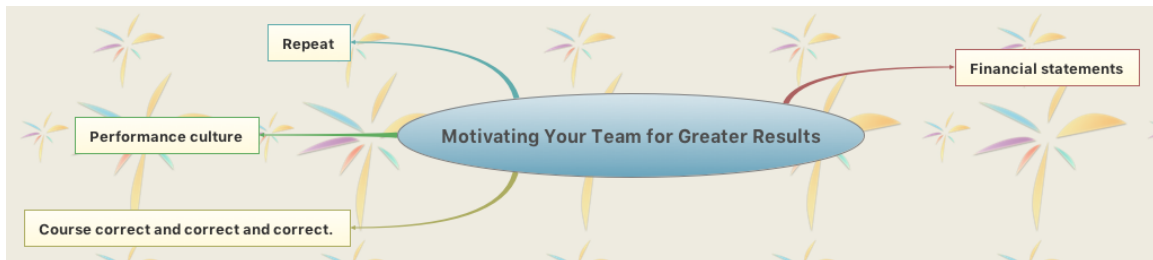 Repeat
Financial statements
Performance culture
Motivating Your Team for Greater Results
Course correct and correct and correct.